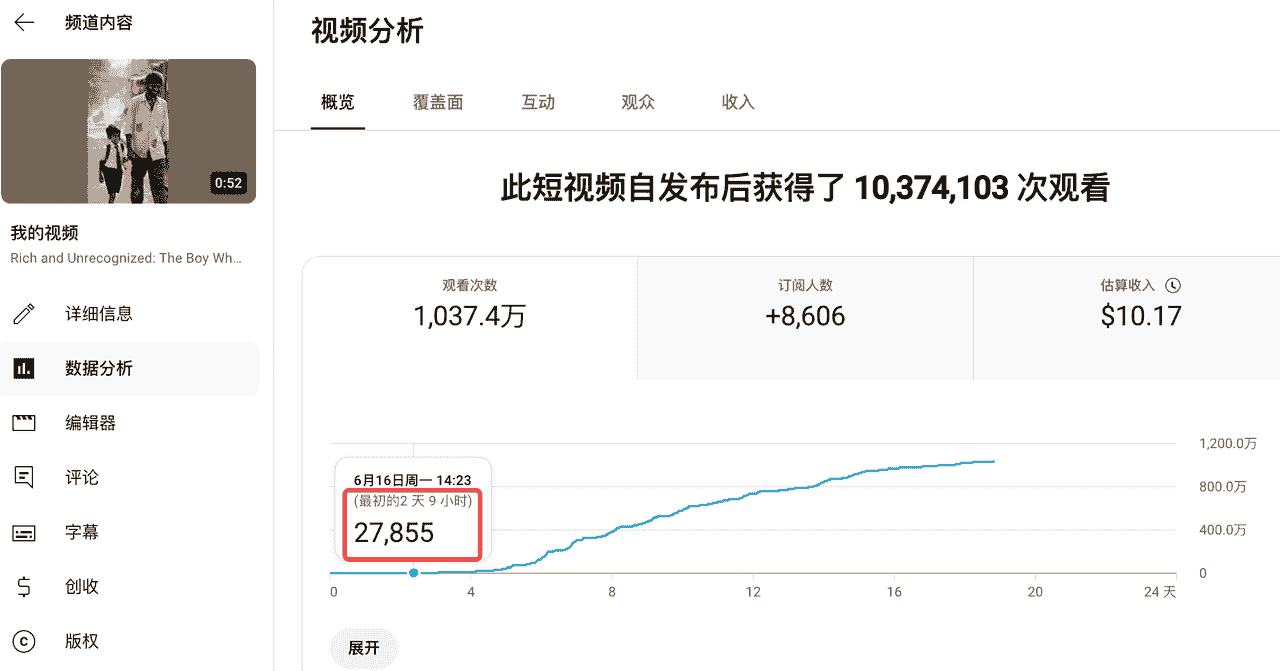 频道内容
0:52
我的视频
Rich and Unrecognized: The Boy Wh...
详细信息
数据分析
编辑器
评论
字幕
创收
版权
视频分析
概览 覆盖面 互动 观众 收入
此短视频自发布后获得了 10,374,103 次观看
观看次数
1,037.4万
订阅人数
+8,606
估算收入
$10.17
6月16日周一 14:23
(最初的2 天 9 小时)
27,855
1,200.0万
800.0万
400.0万
0
0 4 8 12 16 20 24 天
展开